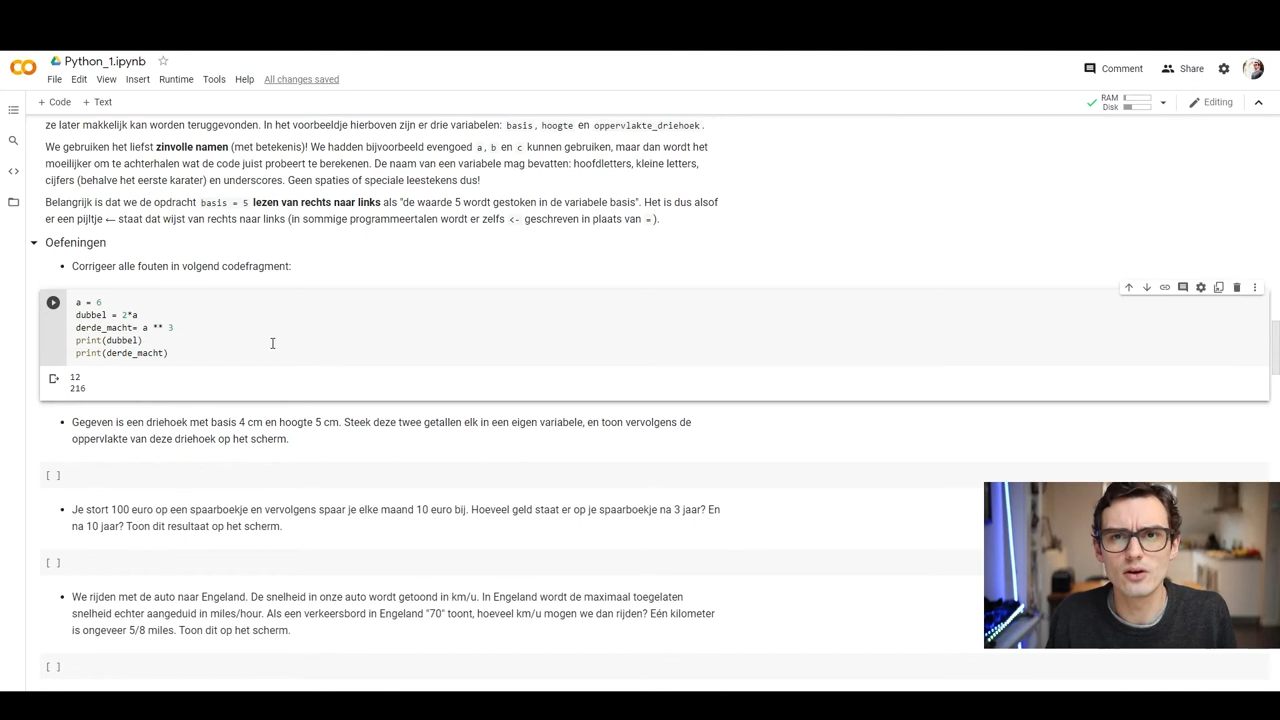 Python_1.ipynb
File Edit View Insert Runtime Tools Help All changes saved
Comment Share
+ Code + Text
RAM
Disk
Editing
ze later makkelijk kan worden teruggevonden. In het voorbeeldje hierboven zijn er drie variabelen: basis, hoogte en oppervlakte_driehoek.
We gebruiken het liefst zinvolle namen (met betekenis)! We hadden bijvoorbeeld evengoed a, b en c kunnen gebruiken, maar dan wordt het
moeilijker om te achterhalen wat de code juist probeert te berekenen. De naam van een variabele mag bevatten: hoofdletters, kleine letters,
cijfers (behalve het eerste karater) en underscores. Geen spaties of speciale leestekens dus!
Belangrijk is dat we de opdracht basis = 5 lezen van rechts naar links als "de waarde 5 wordt gestoken in de variabele basis". Het is dus alsof
er een pijltje ← staat dat wijst van rechts naar links (in sommige programmeertalen wordt er zelfs <- geschreven in plaats van =).
Oefeningen
• Corrigeer alle fouten in volgend codefragment:
a = 6
dubbel = 2*a
derde_macht= a ** 3
print(dubbel)
print(derde_macht)
12
216
• Gegeven is een driehoek met basis 4 cm en hoogte 5 cm. Steek deze twee getallen elk in een eigen variabele, en toon vervolgens de
oppervlakte van deze driehoek op het scherm.
[ ]
• Je stort 100 euro op een spaarboekje en vervolgens spaar je elke maand 10 euro bij. Hoeveel geld staat er op je spaarboekje na 3 jaar? En
na 10 jaar? Toon dit resultaat op het scherm.
[ ]
• We rijden met de auto naar Engeland. De snelheid in onze auto wordt getoond in km/u. In Engeland wordt de maximaal toegelaten
snelheid echter aangeduid in miles/hour. Als een verkeersbord in Engeland "70" toont, hoeveel km/u mogen we dan rijden? Eén kilometer
is ongeveer 5/8 miles. Toon dit op het scherm.
[ ]